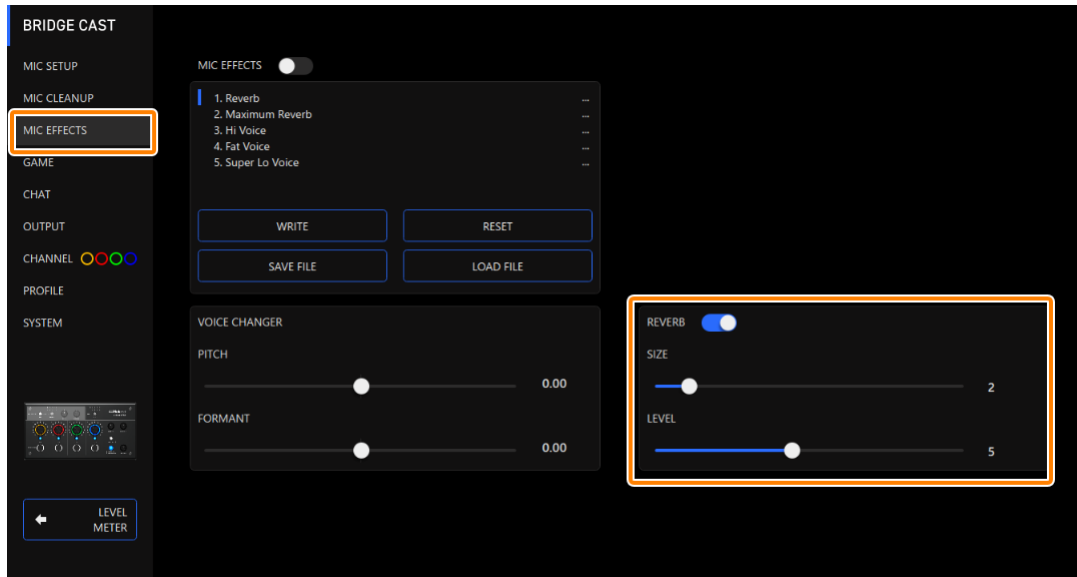 BRIDGE CAST
MIC SETUP
MIC CLEANUP
MIC EFFECTS
GAME
CHAT
OUTPUT
CHANNEL
PROFILE
SYSTEM
LEVEL
METER
MIC EFFECTS
1. Reverb ...
2. Maximum Reverb ...
3. Hi Voice ...
4. Fat Voice ...
5. Super Lo Voice ...
WRITE
RESET
SAVE FILE
LOAD FILE
VOICE CHANGER
PITCH
0.00
FORMANT
0.00
REVERB
SIZE
2
LEVEL
5